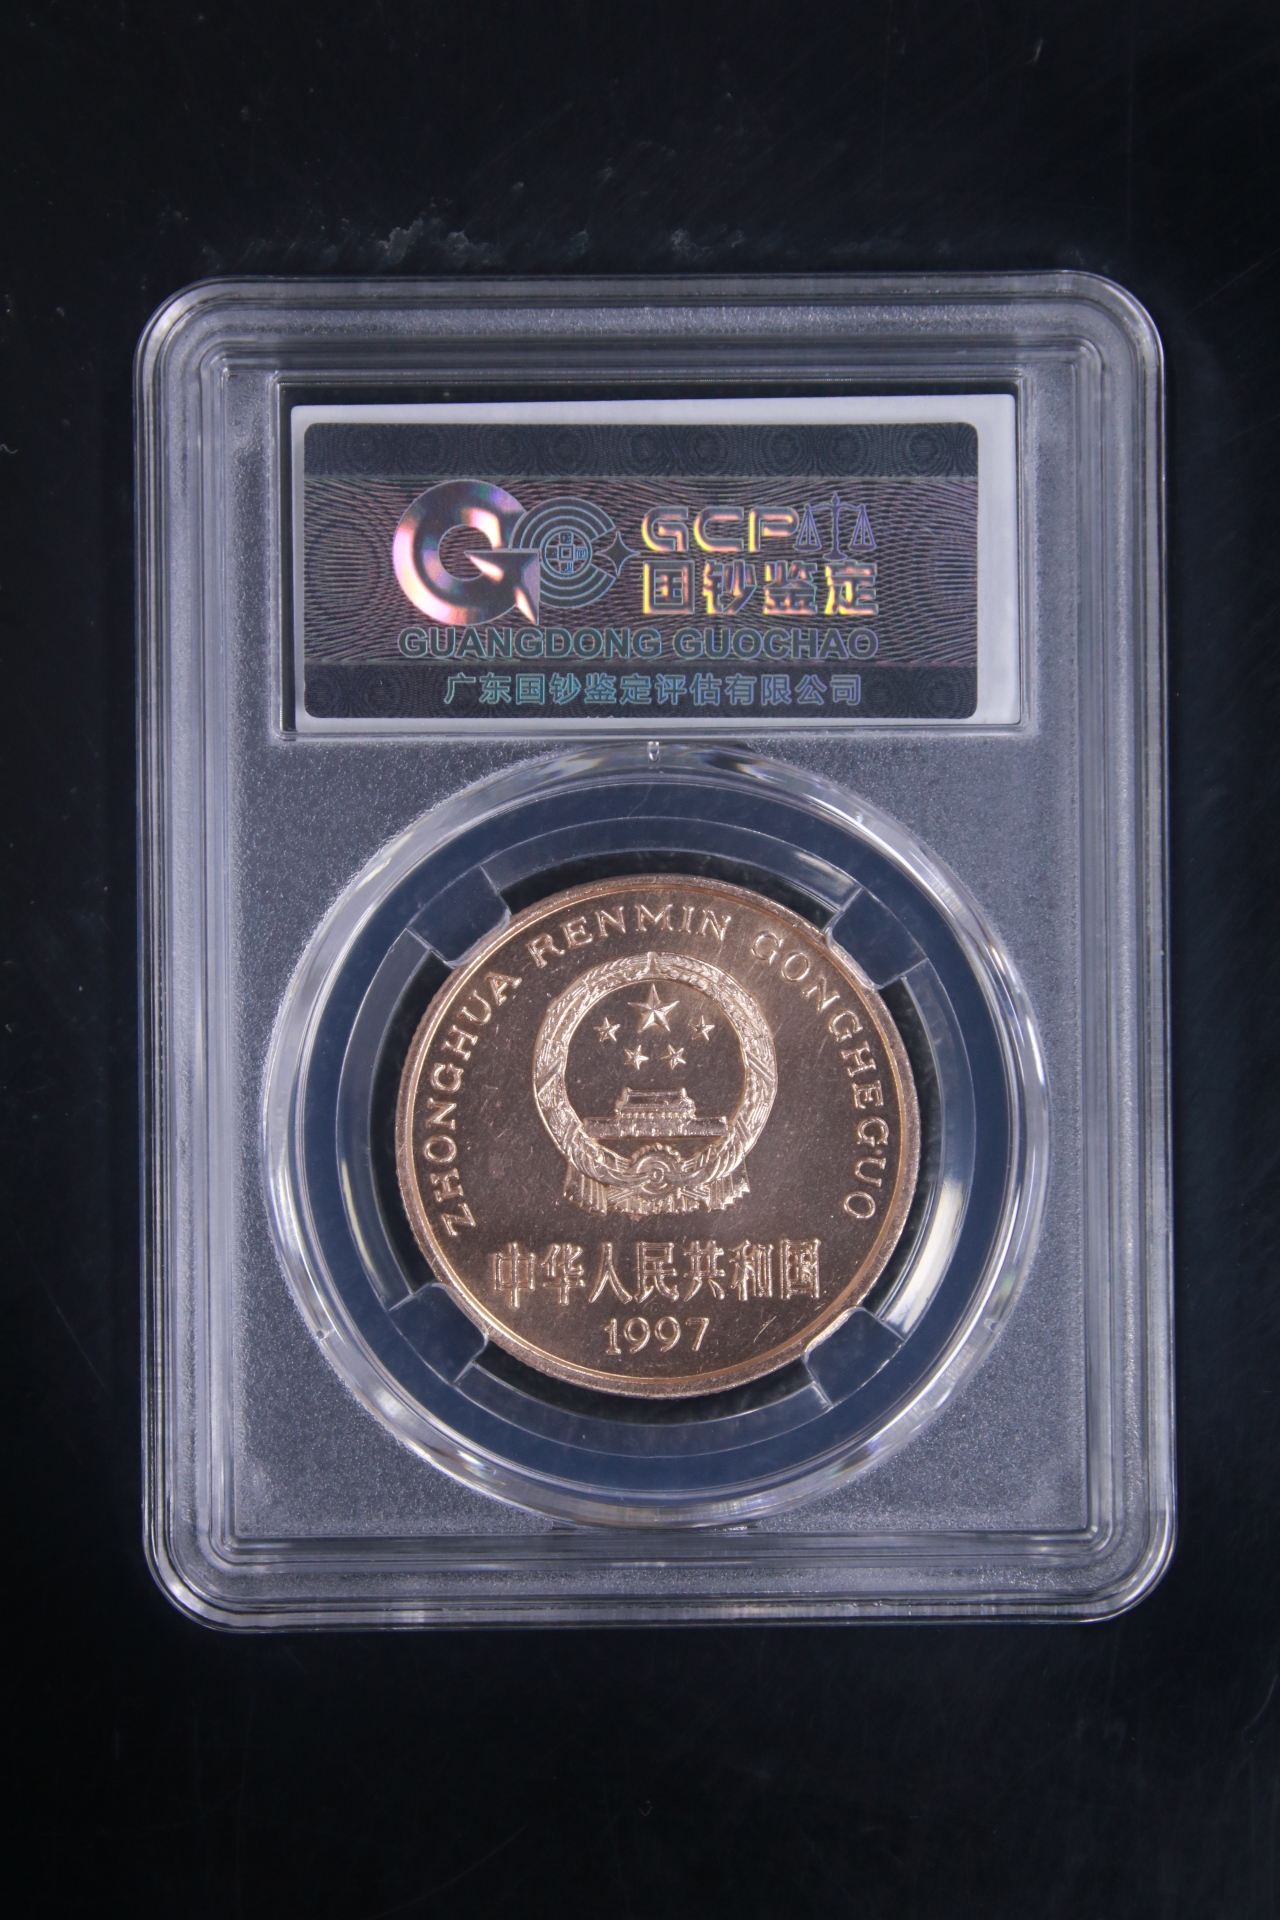 GCP
国钞鉴定
GUANGDONG GUOCHAO
广东国钞鉴定评估有限公司
ZHONGHUA RENMIN GONGHEGUO
中华人民共和国
1997